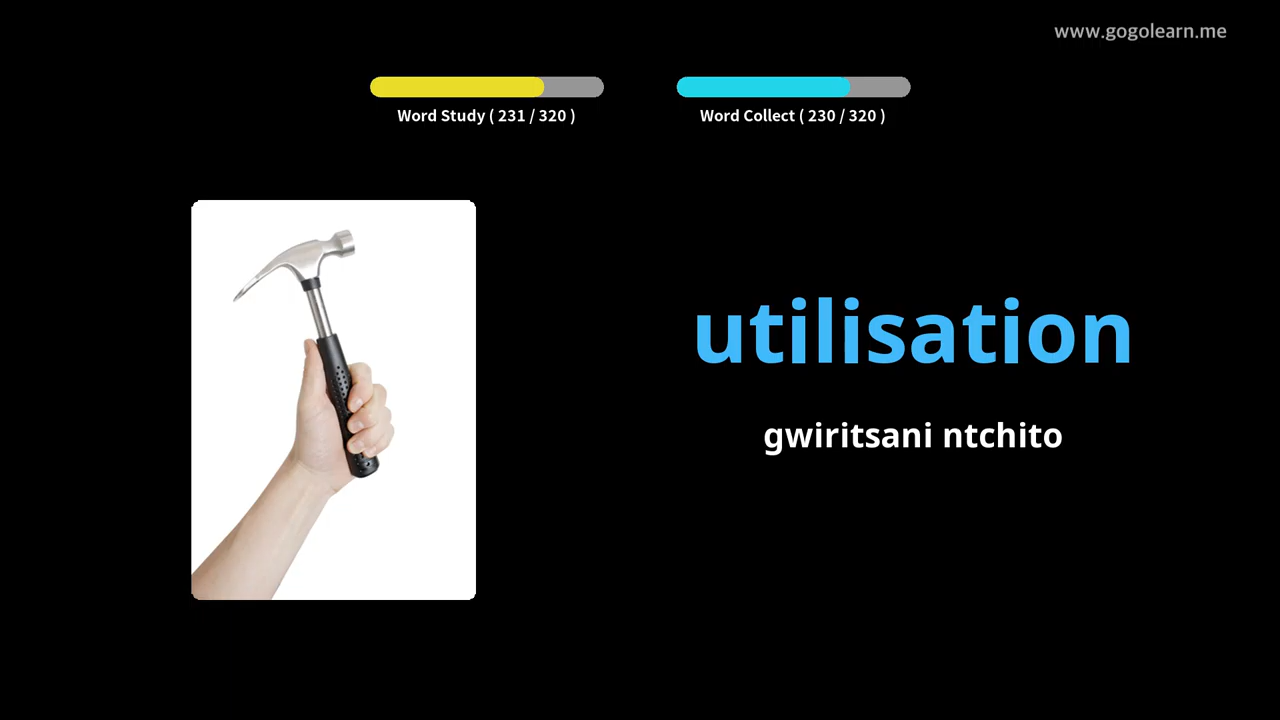 www.gogolearn.me
Word Study ( 231 / 320 )
Word Collect ( 230 / 320 )
utilisation
gwiritsani ntchito